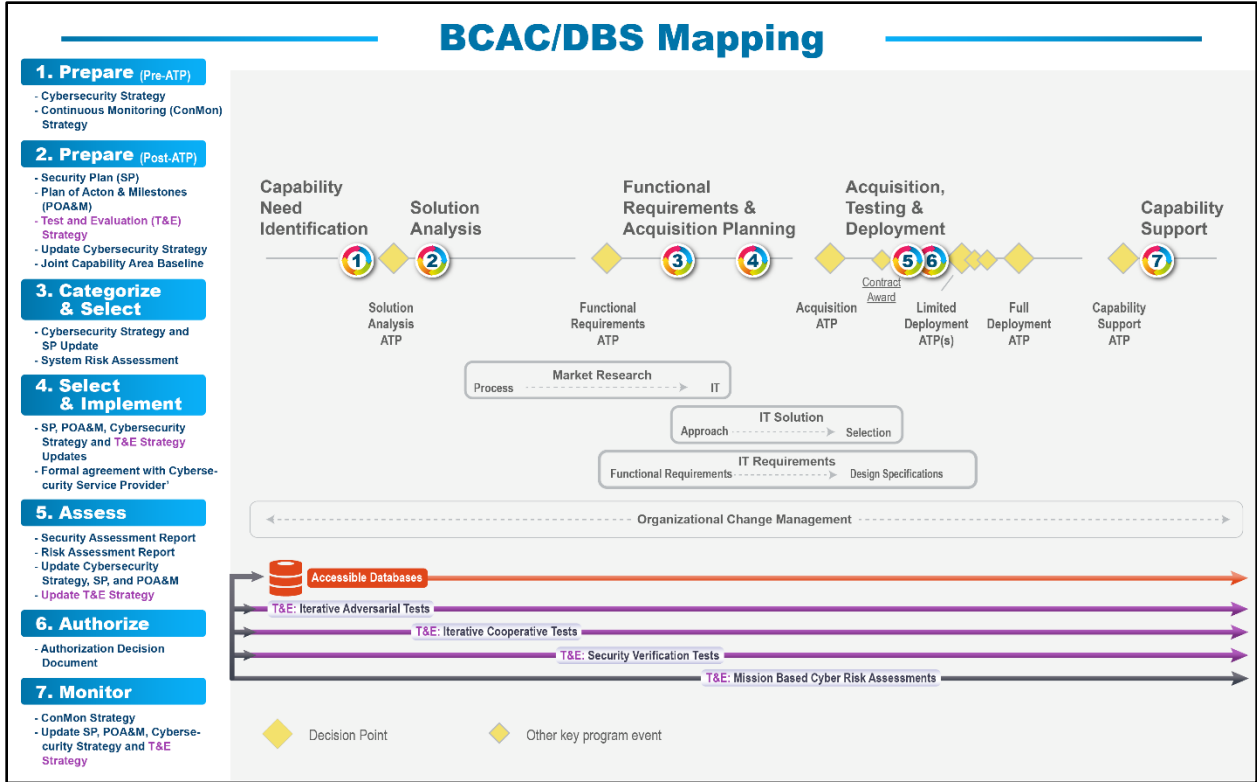 BCAC/DBS Mapping
1. Prepare (Pre-ATP)
- Cybersecurity Strategy
- Continuous Monitoring (ConMon)
Strategy
2. Prepare (Post-ATP)
- Security Plan (SP)
- Plan of Acton & Milestones
(POA&M)
- Test and Evaluation (T&E)
Strategy
- Update Cybersecurity Strategy
- Joint Capability Area Baseline
3. Categorize
& Select
- Cybersecurity Strategy and
SP Update
- System Risk Assessment
4. Select
& Implement
- SP, POA&M, Cybersecurity
Strategy and T&E Strategy
Updates
- Formal agreement with Cyberse-
curity Service Provider'
5. Assess
- Security Assessment Report
- Risk Assessment Report
- Update Cybersecurity
Strategy, SP, and POA&M
- Update T&E Strategy
6. Authorize
- Authorization Decision
Document
7. Monitor
- ConMon Strategy
- Update SP, POA&M, Cyberse-
curity Strategy and T&E
Strategy
Capability
Need
Identification
Solution
Analysis
Functional
Requirements &
Acquisition Planning
Acquisition,
Testing &
Deployment
Capability
Support
1
2
3
4
5
6
7
Solution
Analysis
ATP
Functional
Requirements
ATP
Acquisition
ATP
Contract
Award
Limited
Deployment
ATP(s)
Full
Deployment
ATP
Capability
Support
ATP
Market Research
Process
IT
IT Solution
Approach
Selection
IT Requirements
Functional Requirements
Design Specifications
Organizational Change Management
Accessible Databases
T&E: Iterative Adversarial Tests
T&E: Iterative Cooperative Tests
T&E: Security Verification Tests
T&E: Mission Based Cyber Risk Assessments
Decision Point
Other key program event